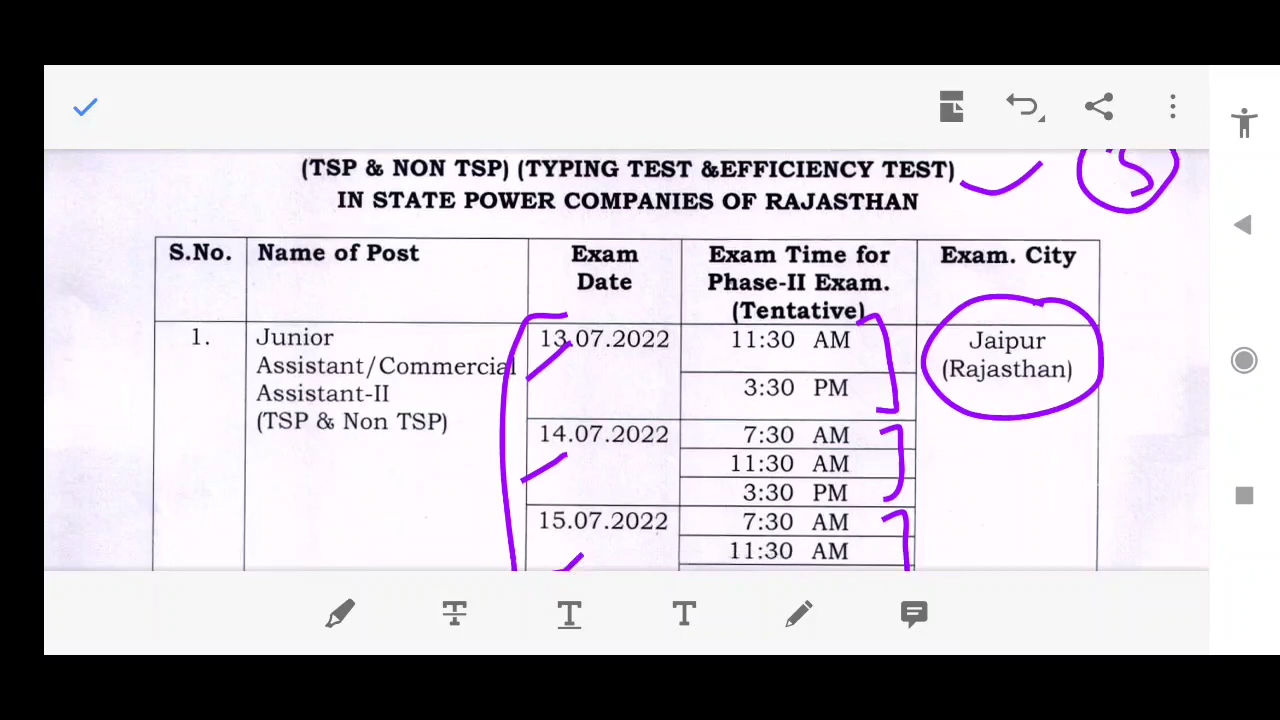 (TSP & NON TSP) (TYPING TEST &EFFICIENCY TEST)
IN STATE POWER COMPANIES OF RAJASTHAN
S.No.
Name of Post
Exam
Date
Exam Time for
Phase-II Exam.
(Tentative)
Exam. City
1.
Junior
Assistant/Commercial
Assistant-II
(TSP & Non TSP)
13.07.2022
11:30 AM
3:30 PM
14.07.2022
7:30 AM
11:30 AM
3:30 PM
15.07.2022
7:30 AM
11:30 AM
Jaipur
(Rajasthan)